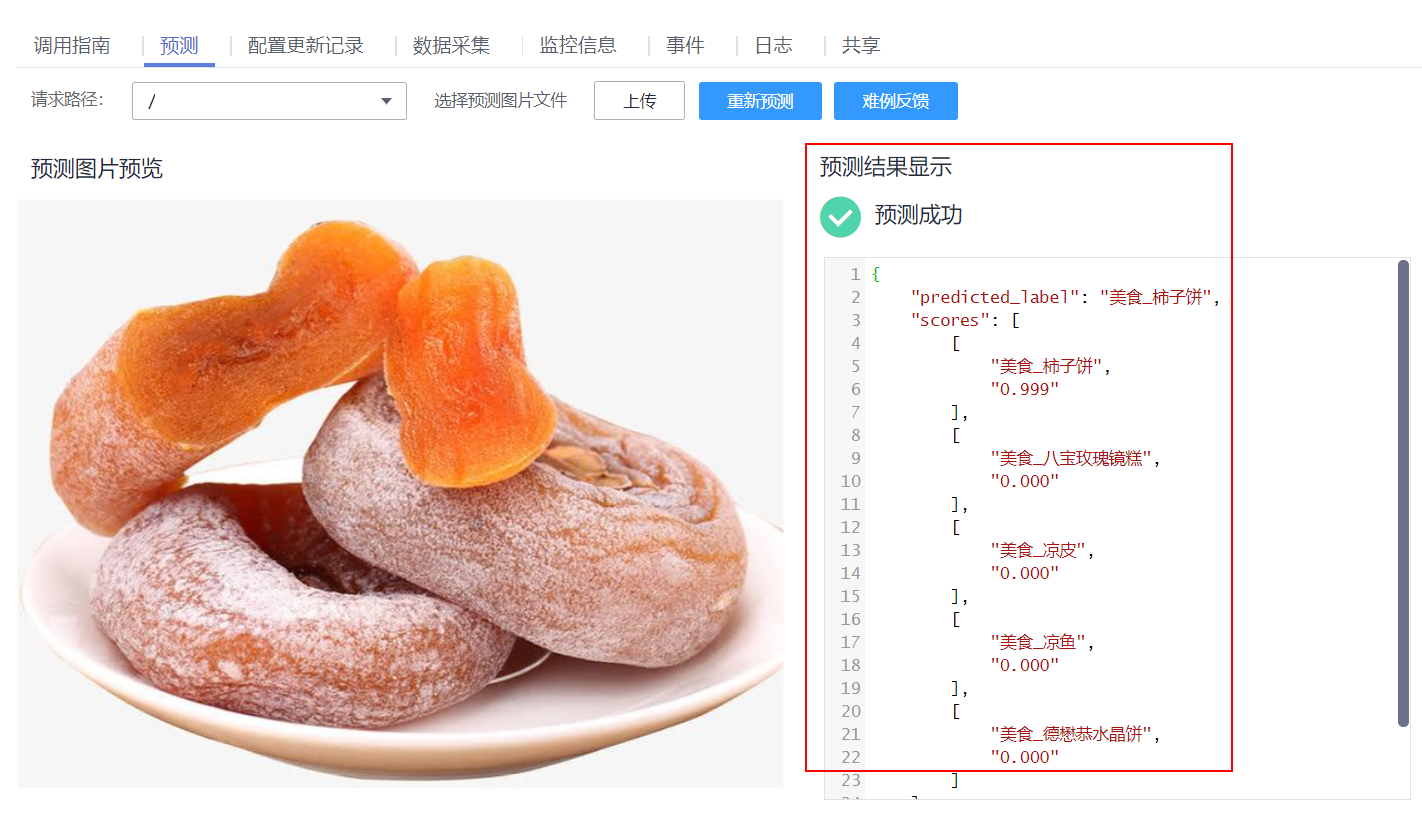 调用指南 预测 配置更新记录 数据采集 监控信息 事件 日志 共享
请求路径： / 选择预测图片文件 上传 重新预测 难例反馈
预测图片预览
预测结果显示
预测成功
1 {
2 "predicted_label": "美食_柿子饼",
3 "scores": [
4 [
5 "美食_柿子饼",
6 "0.999"
7 ],
8 [
9 "美食_八宝玫瑰镜糕",
10 "0.000"
11 ],
12 [
13 "美食_凉皮",
14 "0.000"
15 ],
16 [
17 "美食_凉鱼",
18 "0.000"
19 ],
20 [
21 "美食_德懋恭水晶饼",
22 "0.000"
23 ]